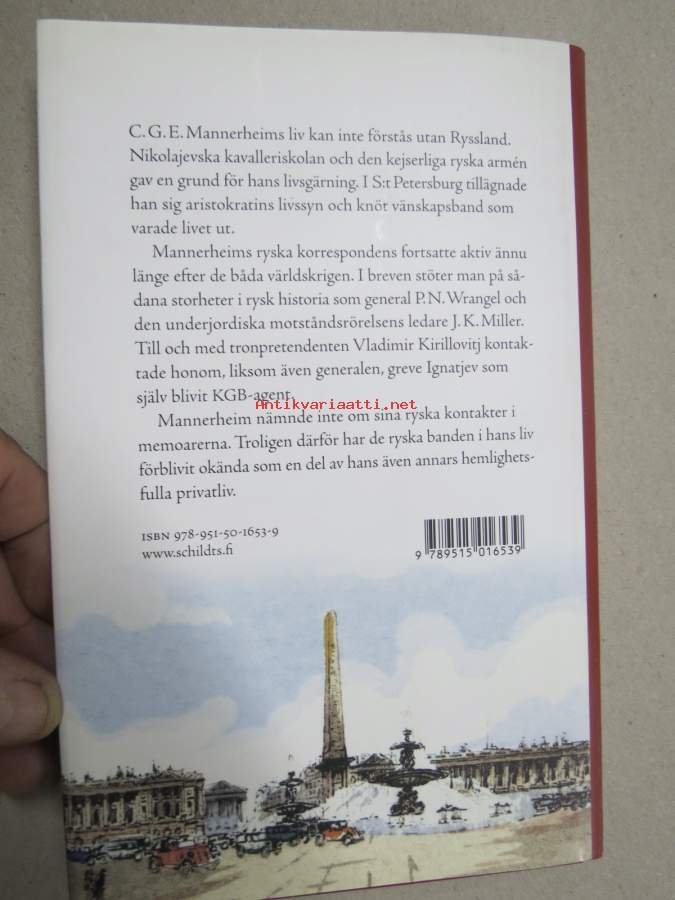 C. G. E. Mannerheims liv kan inte förstås utan Ryssland.
Nikolajevska kavalleriskolan och den kejserliga ryska armén
gav en grund för hans livsgärning. I S:t Petersburg tillägnade
han sig aristokratins livssyn och knöt vänskapsband som
varade livet ut.
Mannerheims ryska korrespondens fortsatte aktiv ännu
länge efter de båda världskrigen. I breven stöter man på så-
dana storheter i rysk historia som general P. N. Wrangel och
den underjordiska motståndsrörelsens ledare J. K. Miller.
Till och med tronpretendenten Vladimir Kirillovitj kontak-
tade honom, liksom även generalen, greve Ignatjev som
själv blivit KGB-agent.
Antikvariaatti.net
Mannerheim nämnde inte om sina ryska kontakter i
memoarerna. Troligen därför har de ryska banden i hans liv
förblivit okända som en del av hans även annars hemlighets-
fulla privatliv.
ISBN 978-951-50-1653-9
www.schildts.fi
9 789515 016539